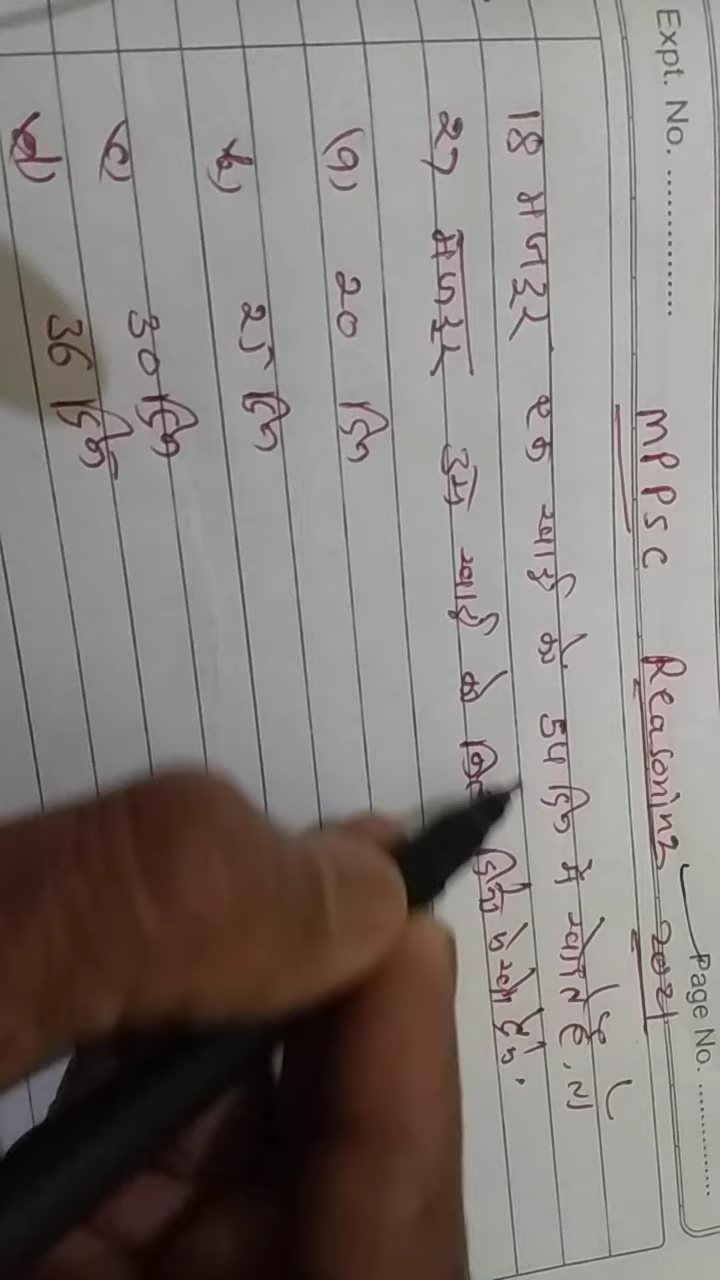 Expt. No. ............... Page No. ...............
MPPSC Reasoning 2021
18 मजदूर एक खाई को 54 दिन में खोदते है, तो
27 मजदूर उसी खाई को दिनों में खोदेंगे.
(a) 20 दिन
b) 25 दिन
c) 30 दिन
d) 36 दिन